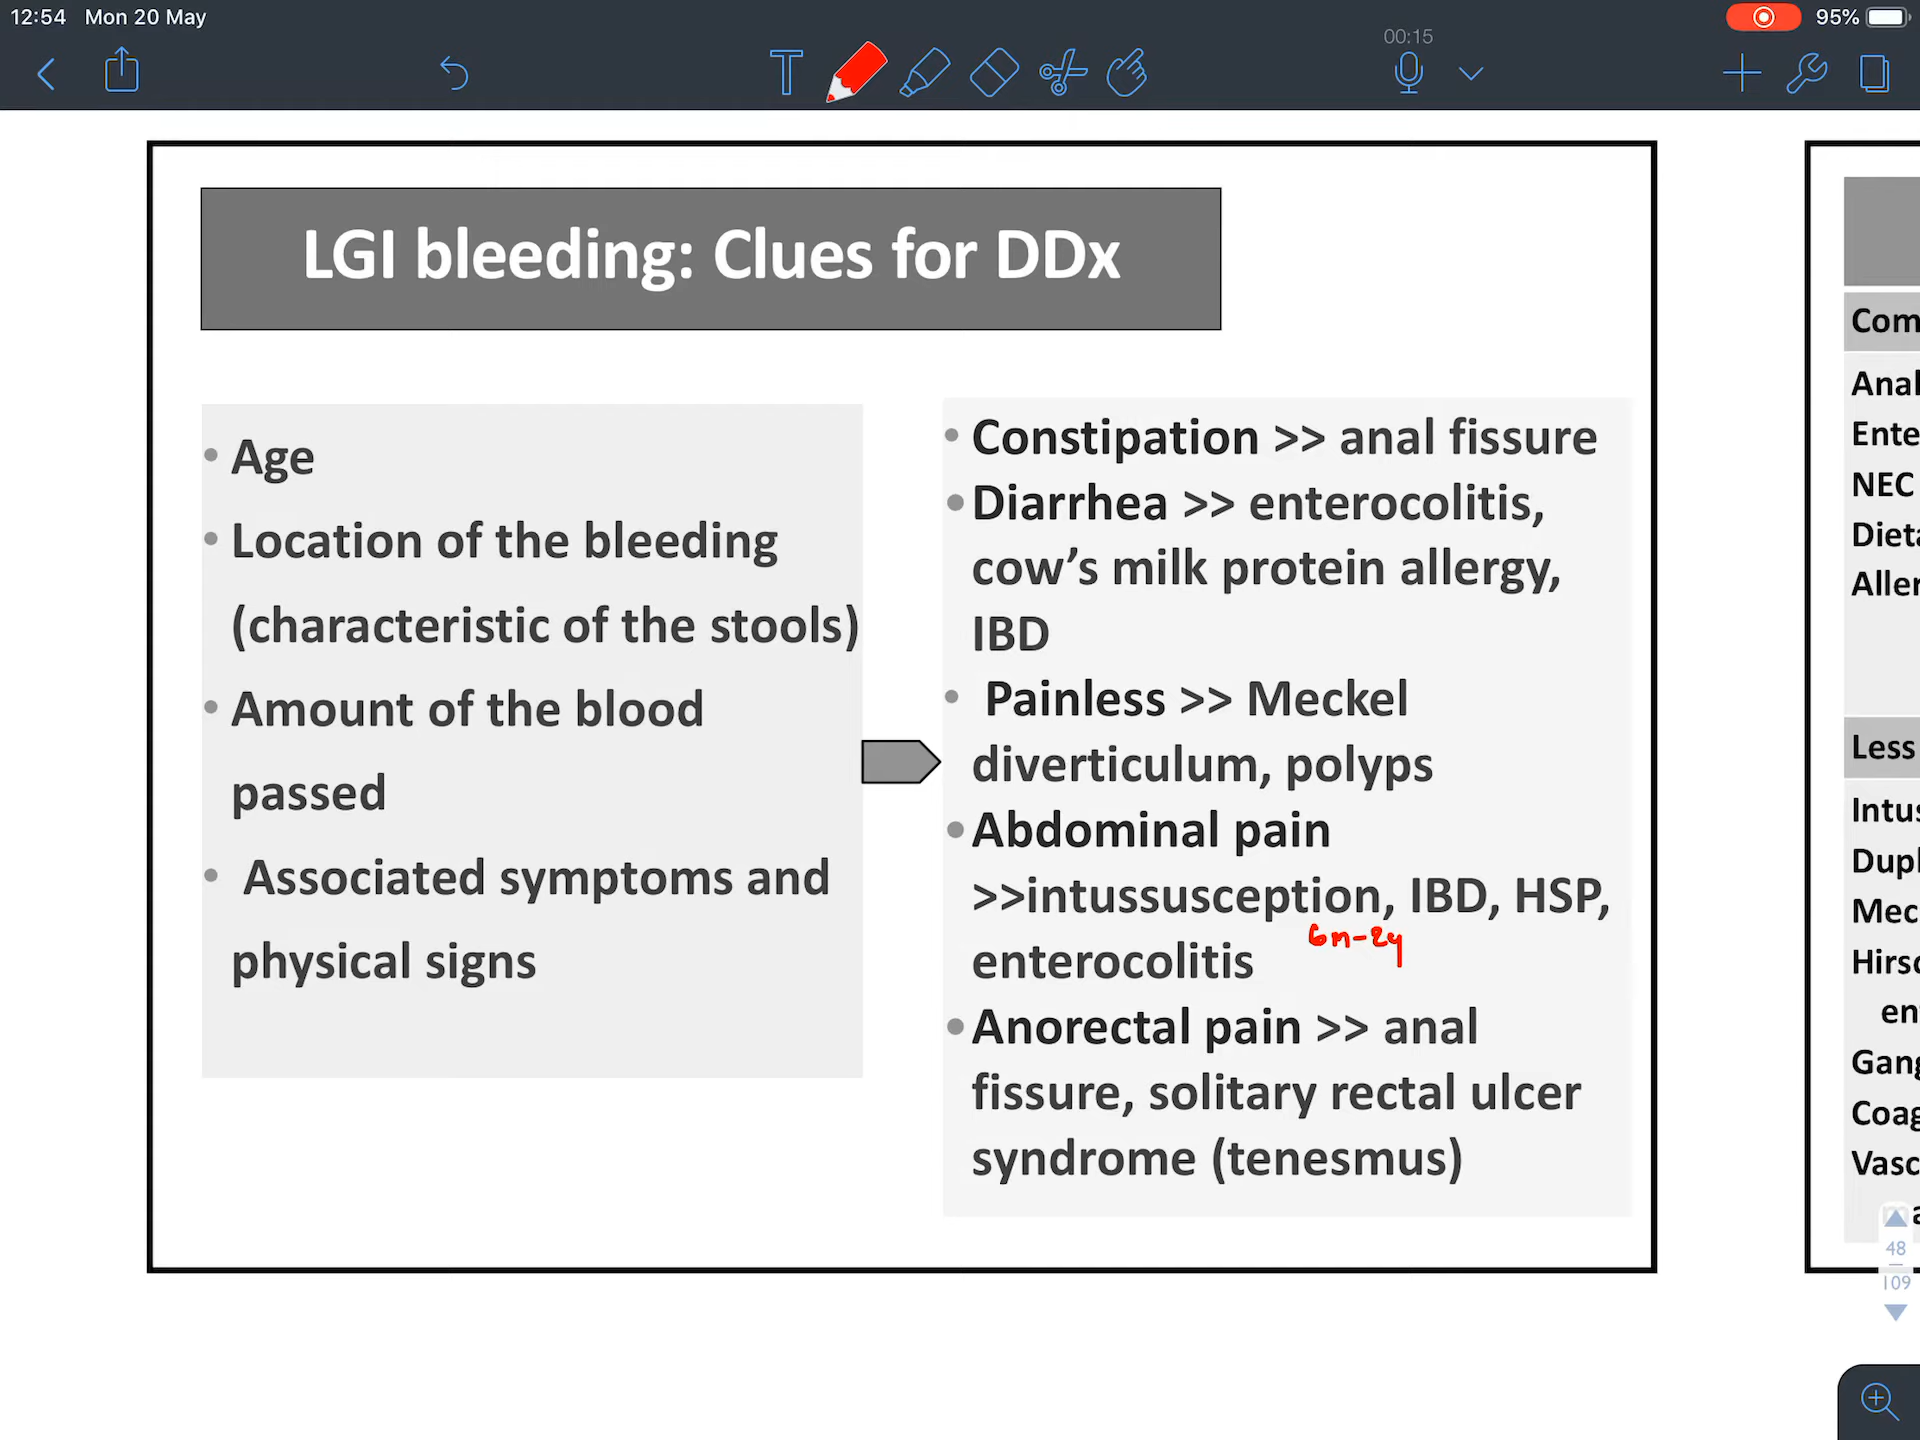 12:54 Mon 20 May
95%
00:15
LGI bleeding: Clues for DDx
• Age
• Location of the bleeding
(characteristic of the stools)
• Amount of the blood
passed
• Associated symptoms and
physical signs
• Constipation >> anal fissure
• Diarrhea >> enterocolitis,
cow's milk protein allergy,
IBD
• Painless >> Meckel
diverticulum, polyps
• Abdominal pain
>>intussusception, IBD, HSP,
6m-2y
enterocolitis
• Anorectal pain >> anal
fissure, solitary rectal ulcer
syndrome (tenesmus)
Com
Anal
Ente
NEC
Dieta
Aller
Less
Intus
Dupl
Mec
Hirsc
en
Gang
Coag
Vasc
48
109